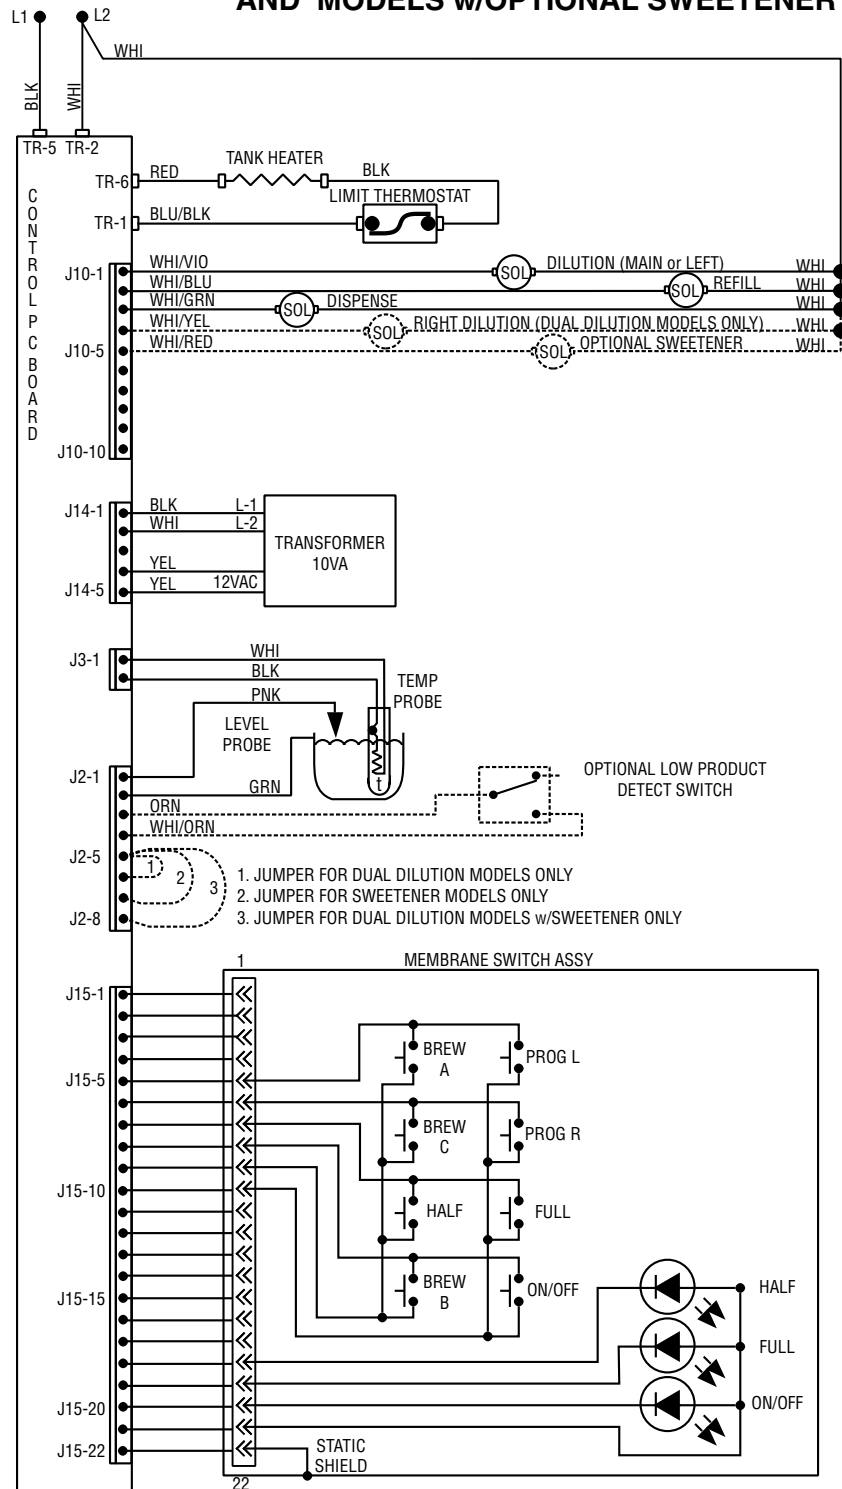 AND MODELS w/OPTIONAL SWEETENER
L1
L2
WHI
BLK
WHI
TR-5 TR-2
CONTROL PC BOARD
TR-6
RED
TANK HEATER
BLK
LIMIT THERMOSTAT
TR-1
BLU/BLK
J10-1
WHI/VIO
SOL
DILUTION (MAIN or LEFT)
WHI
WHI/BLU
SOL
REFILL
WHI
WHI/GRN
SOL
DISPENSE
WHI
WHI/YEL
SOL
RIGHT DILUTION (DUAL DILUTION MODELS ONLY)
WHI
J10-5
WHI/RED
SOL
OPTIONAL SWEETENER
WHI
J10-10
J14-1
BLK
L-1
WHI
L-2
TRANSFORMER
10VA
YEL
J14-5
YEL
12VAC
J3-1
WHI
BLK
TEMP
PROBE
PNK
LEVEL
PROBE
t
J2-1
GRN
OPTIONAL LOW PRODUCT
DETECT SWITCH
ORN
WHI/ORN
J2-5
1
2
3
1. JUMPER FOR DUAL DILUTION MODELS ONLY
2. JUMPER FOR SWEETENER MODELS ONLY
3. JUMPER FOR DUAL DILUTION MODELS w/SWEETENER ONLY
J2-8
1
MEMBRANE SWITCH ASSY
J15-1
BREW
A
PROG L
J15-5
BREW
C
PROG R
J15-10
HALF
FULL
BREW
B
ON/OFF
J15-15
HALF
FULL
ON/OFF
J15-20
J15-22
STATIC
SHIELD
22